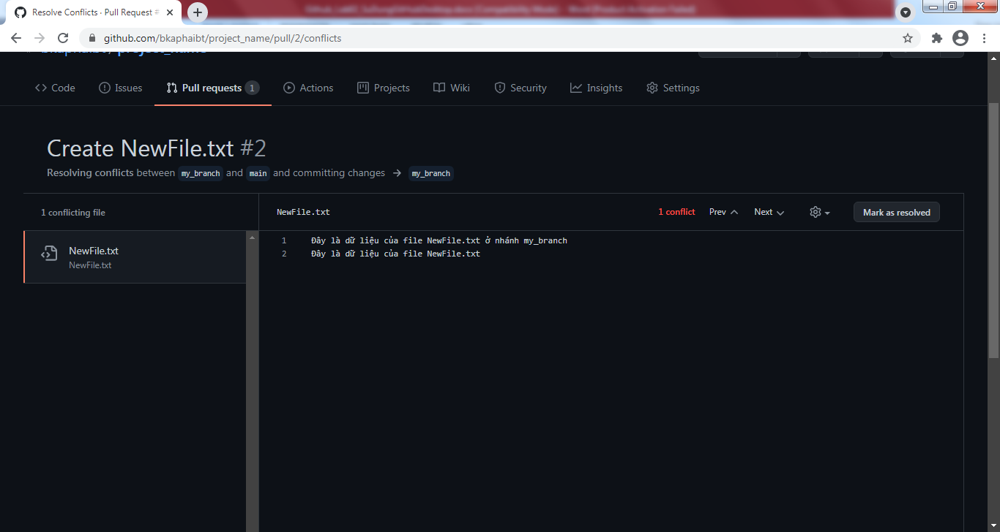 Resolve Conflicts · Pull Request #
github.com/bkaphaibt/project_name/pull/2/conflicts
bkaphaibt / project_name
Code Issues Pull requests 1 Actions Projects Wiki Security Insights Settings
Create NewFile.txt #2
Resolving conflicts between my_branch and main and committing changes → my_branch
1 conflicting file
NewFile.txt 1 conflict Prev Next Mark as resolved
NewFile.txt
NewFile.txt
1 Đây là dữ liệu của file NewFile.txt ở nhánh my_branch
2 Đây là dữ liệu của file NewFile.txt